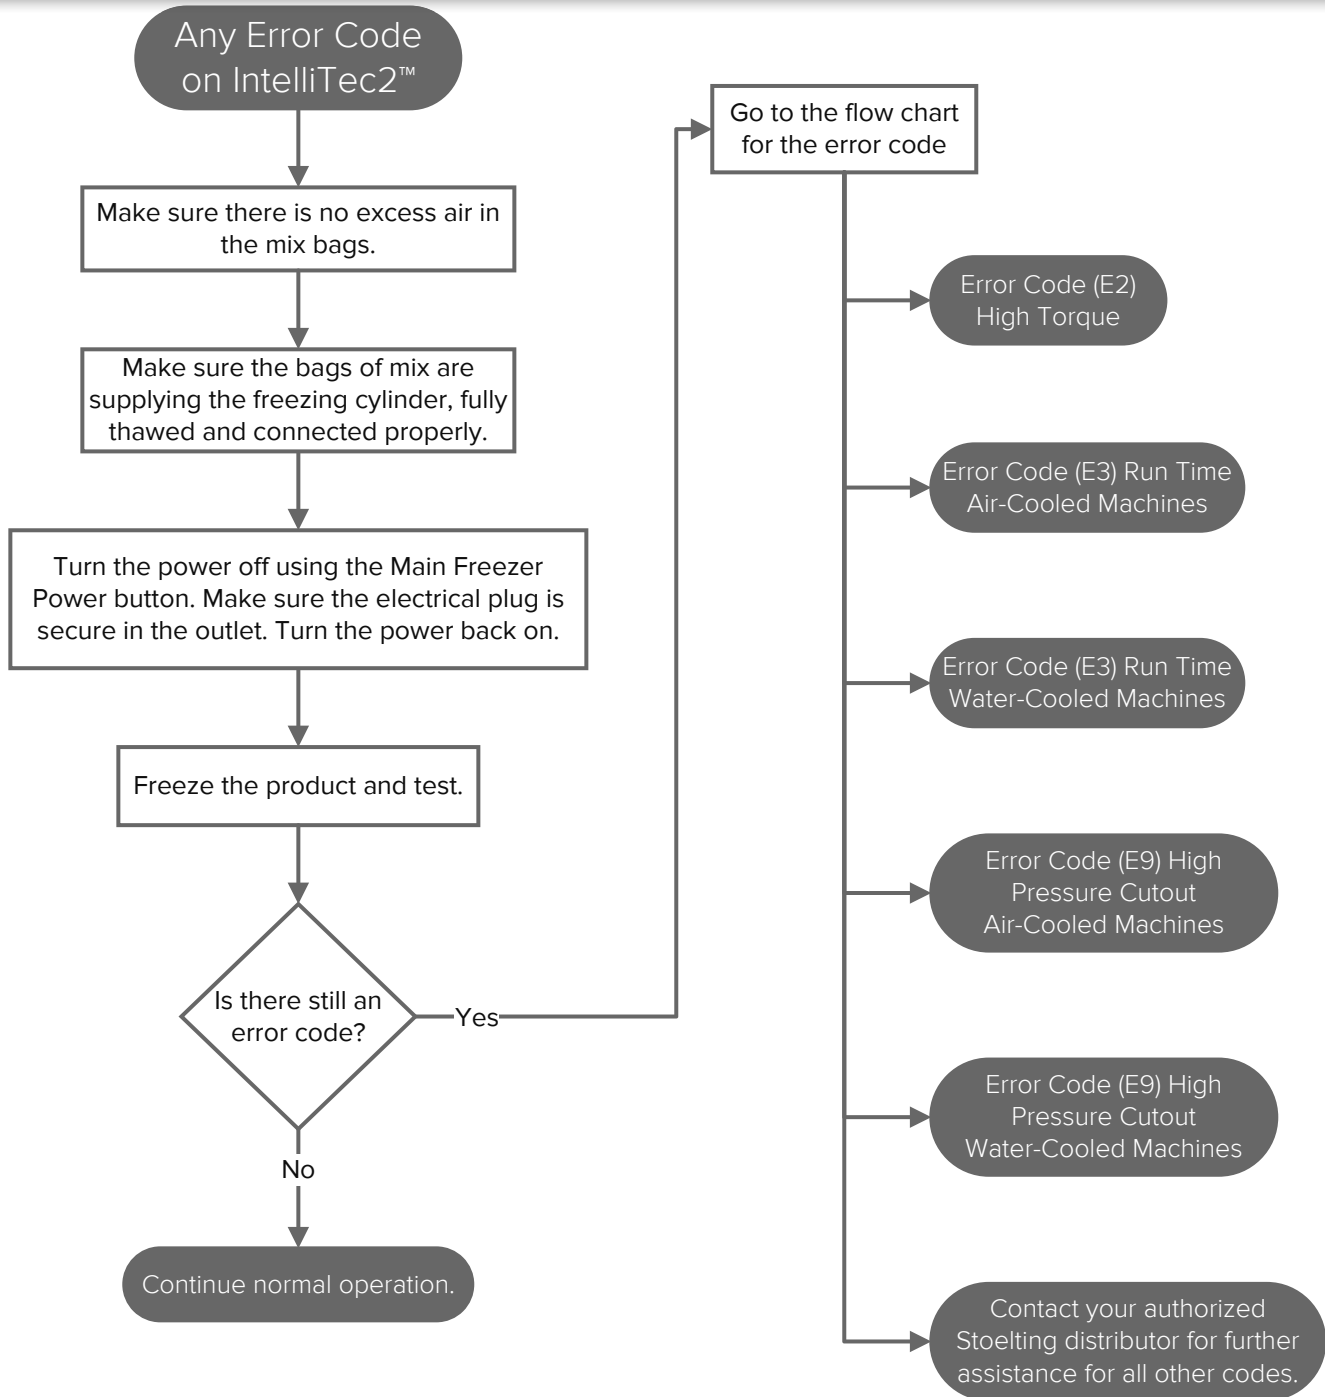 Any Error Code
on IntelliTec2™
Make sure there is no excess air in
the mix bags.
Make sure the bags of mix are
supplying the freezing cylinder, fully
thawed and connected properly.
Turn the power off using the Main Freezer
Power button. Make sure the electrical plug is
secure in the outlet. Turn the power back on.
Freeze the product and test.
Is there still an
error code?
Yes
No
Continue normal operation.
Go to the flow chart
for the error code
Error Code (E2)
High Torque
Error Code (E3) Run Time
Air-Cooled Machines
Error Code (E3) Run Time
Water-Cooled Machines
Error Code (E9) High
Pressure Cutout
Air-Cooled Machines
Error Code (E9) High
Pressure Cutout
Water-Cooled Machines
Contact your authorized
Stoelting distributor for further
assistance for all other codes.